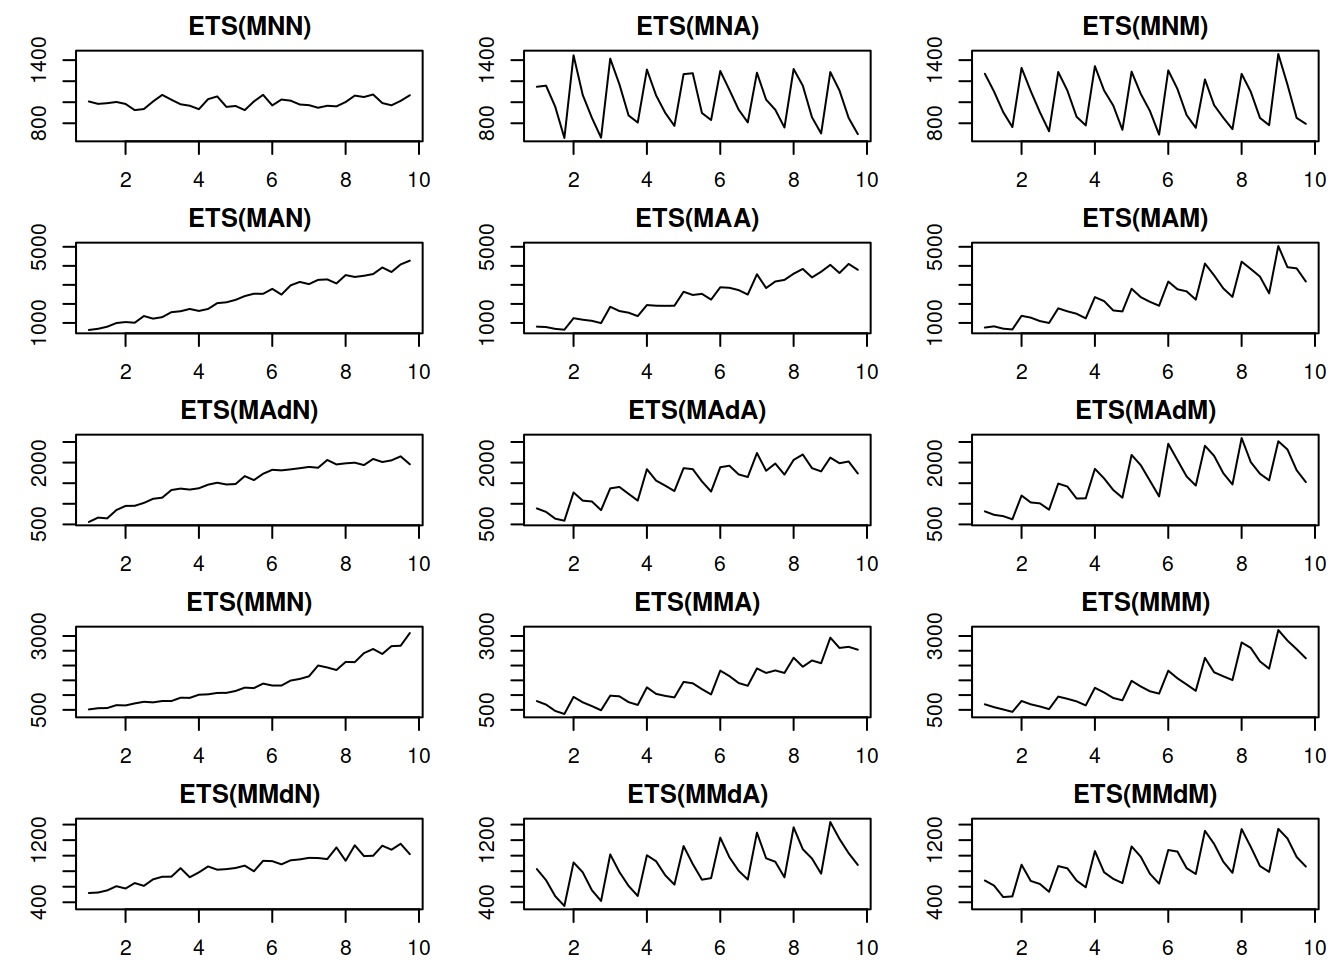 ETS(MNN) ETS(MNA) ETS(MNM)
1400 1400 1400
800 800 800
2 4 6 8 10 2 4 6 8 10 2 4 6 8 10
ETS(MAN) ETS(MAA) ETS(MAM)
5000 5000 5000
1000 1000 1000
2 4 6 8 10 2 4 6 8 10 2 4 6 8 10
ETS(MAdN) ETS(MAdA) ETS(MAdM)
2000 2000 2000
500 500 500
2 4 6 8 10 2 4 6 8 10 2 4 6 8 10
ETS(MMN) ETS(MMA) ETS(MMM)
3000 3000 3000
500 500 500
2 4 6 8 10 2 4 6 8 10 2 4 6 8 10
ETS(MMdN) ETS(MMdA) ETS(MMdM)
1200 1200 1200
400 400 400
2 4 6 8 10 2 4 6 8 10 2 4 6 8 10